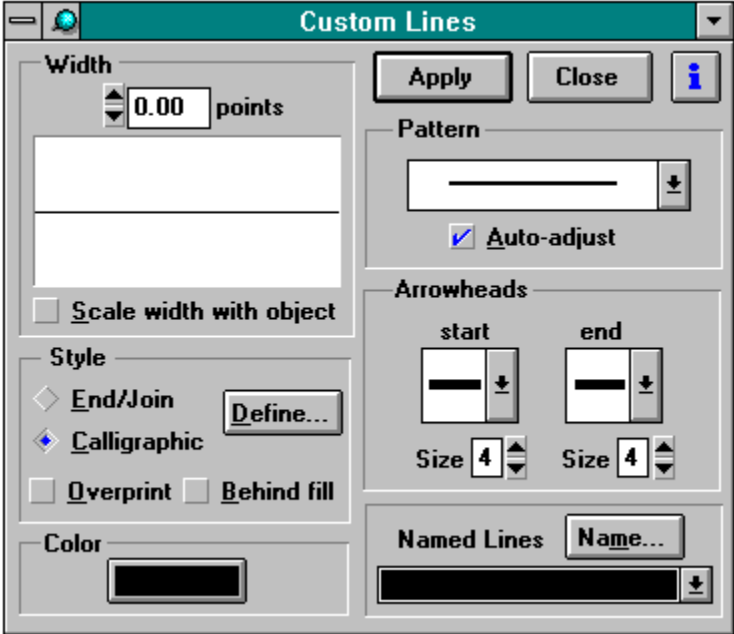 Custom Lines
Width
0.00 points
Scale width with object
Style
End/Join
Define...
Calligraphic
Overprint Behind fill
Color
Apply Close i
Pattern
Auto-adjust
Arrowheads
start end
Size 4 Size 4
Named Lines Name...